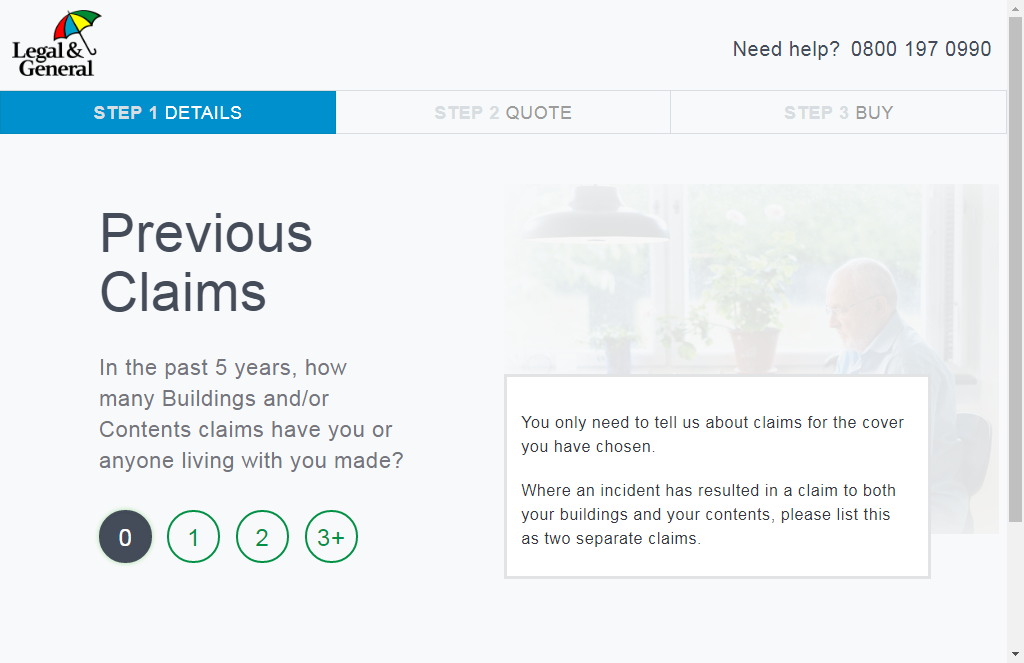 Legal &
General
Need help? 0800 197 0990
STEP 1 DETAILS
STEP 2 QUOTE
STEP 3 BUY
Previous
Claims
In the past 5 years, how
many Buildings and/or
Contents claims have you or
anyone living with you made?
0 1 2 3+
You only need to tell us about claims for the cover
you have chosen.
Where an incident has resulted in a claim to both
your buildings and your contents, please list this
as two separate claims.